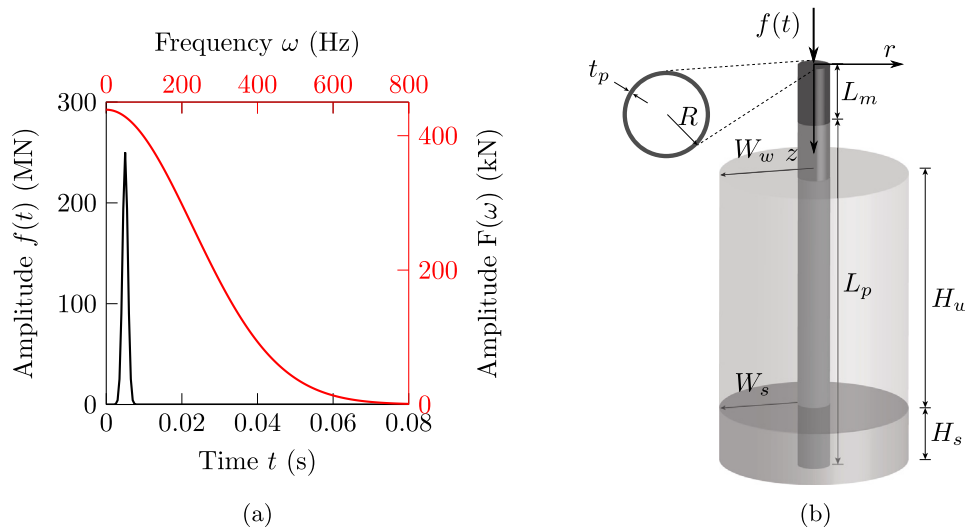 Frequency ω (Hz)
0 200 400 600 800
300
200
100
0
Amplitude f(t) (MN)
400
200
0
Amplitude F(ω) (kN)
0 0.02 0.04 0.06 0.08
Time t (s)
(a)
f(t)
r
t_p
R
L_m
W_w z
L_p
H_w
W_s
H_s
(b)